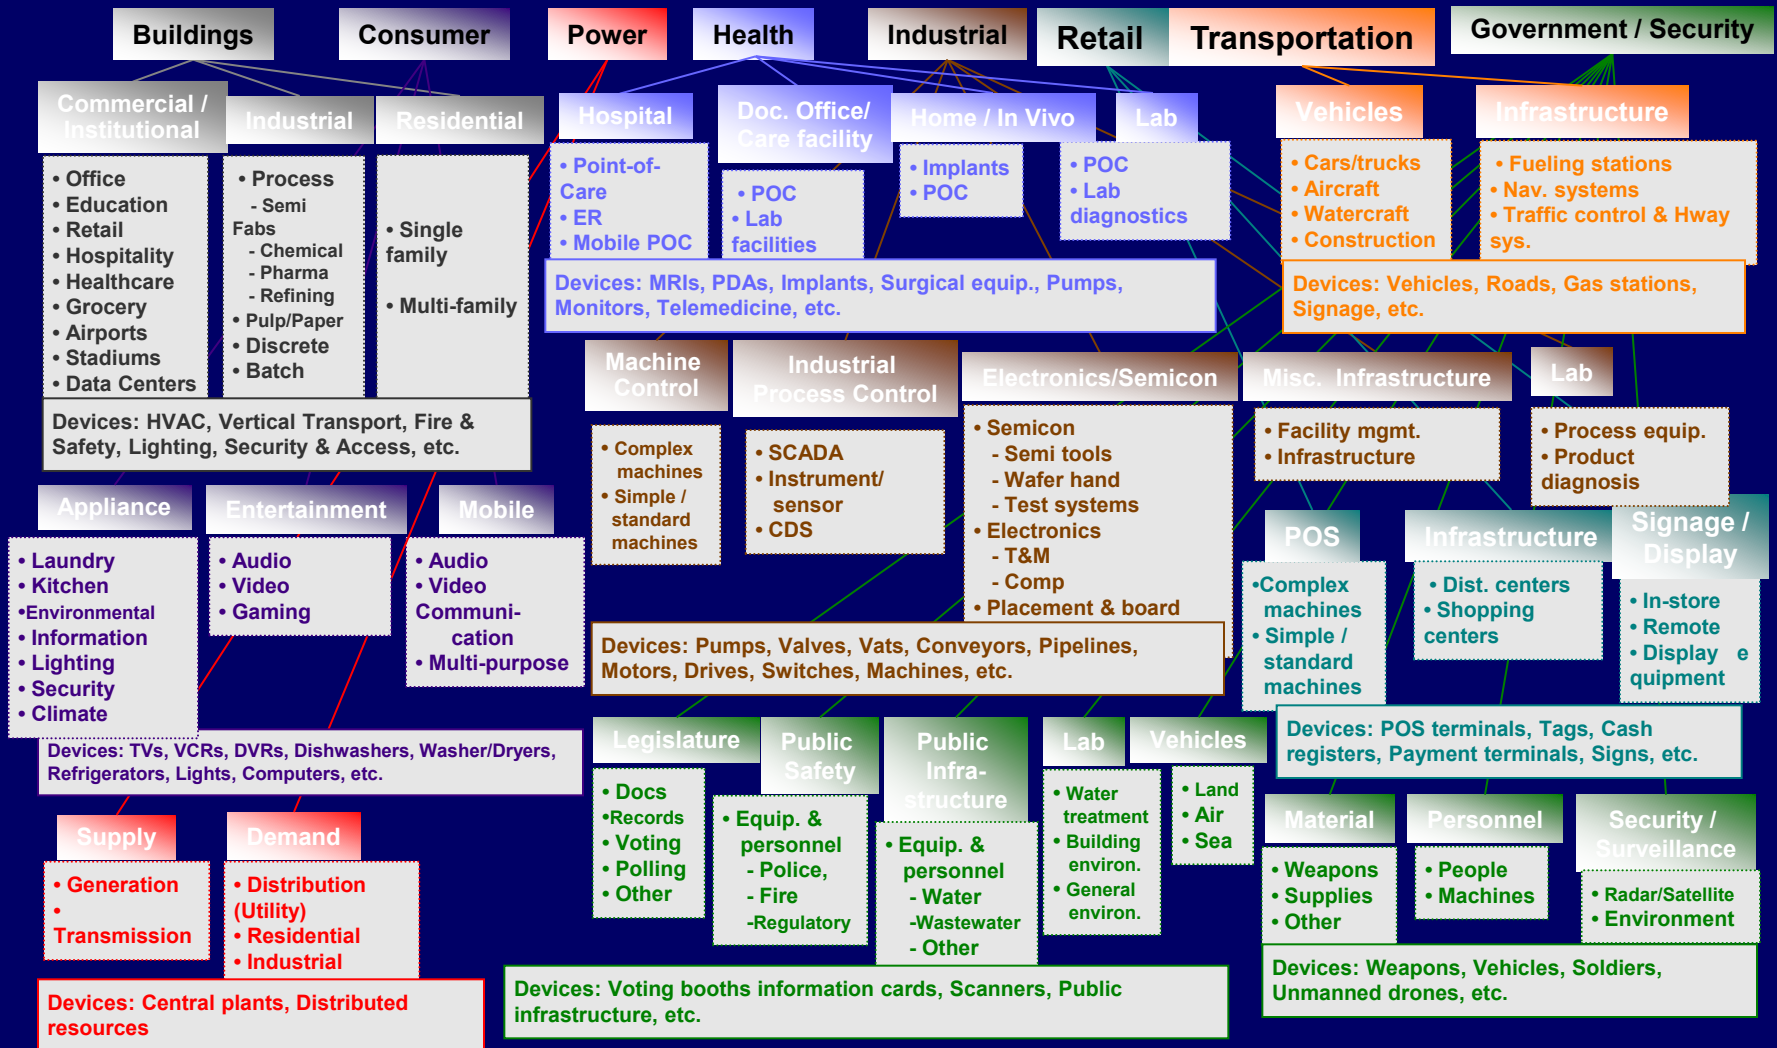 Buildings
Consumer
Power
Health
Industrial
Retail
Transportation
Government / Security
Commercial /
Institutional
Industrial
Residential
Hospital
Doc. Office/
Care facility
Home / In Vivo
Lab
Vehicles
Infrastructure
• Office
• Education
• Retail
• Hospitality
• Healthcare
• Grocery
• Airports
• Stadiums
• Data Centers
• Process
- Semi
Fabs
- Chemical
- Pharma
- Refining
• Pulp/Paper
• Discrete
• Batch
• Single
family
• Multi-family
Devices: HVAC, Vertical Transport, Fire &
Safety, Lighting, Security & Access, etc.
• Point-of-
Care
• ER
• Mobile POC
• POC
• Lab
facilities
• Implants
• POC
• POC
• Lab
diagnostics
Devices: MRIs, PDAs, Implants, Surgical equip., Pumps,
Monitors, Telemedicine, etc.
• Cars/trucks
• Aircraft
• Watercraft
• Construction
• Fueling stations
• Nav. systems
• Traffic control & Hway
sys.
Devices: Vehicles, Roads, Gas stations,
Signage, etc.
Machine
Control
Industrial
Process Control
Electronics/Semicon
Misc. Infrastructure
Lab
• Complex
machines
• Simple /
standard
machines
• SCADA
• Instrument/
sensor
• CDS
• Semicon
- Semi tools
- Wafer hand
- Test systems
• Electronics
- T&M
- Comp
• Placement & board
• Facility mgmt.
• Infrastructure
• Process equip.
• Product
diagnosis
Devices: Pumps, Valves, Vats, Conveyors, Pipelines,
Motors, Drives, Switches, Machines, etc.
Appliance
Entertainment
Mobile
• Laundry
• Kitchen
•Environmental
• Information
• Lighting
• Security
• Climate
• Audio
• Video
• Gaming
• Audio
• Video
Communi-
cation
• Multi-purpose
Devices: TVs, VCRs, DVRs, Dishwashers, Washer/Dryers,
Refrigerators, Lights, Computers, etc.
POS
Infrastructure
Signage /
Display
•Complex
machines
• Simple /
standard
machines
• Dist. centers
• Shopping
centers
• In-store
• Remote
• Display e
quipment
Devices: POS terminals, Tags, Cash
registers, Payment terminals, Signs, etc.
Supply
Demand
• Generation
•
Transmission
• Distribution
(Utility)
• Residential
• Industrial
Devices: Central plants, Distributed
resources
Legislature
Public
Safety
Public
Infra-
structure
Lab
Vehicles
• Docs
•Records
• Voting
• Polling
• Other
• Equip. &
personnel
- Police,
- Fire
-Regulatory
• Equip. &
personnel
- Water
-Wastewater
- Other
• Water
treatment
• Building
environ.
• General
environ.
• Land
• Air
• Sea
Devices: Voting booths information cards, Scanners, Public
infrastructure, etc.
Material
Personnel
Security /
Surveillance
• Weapons
• Supplies
• Other
• People
• Machines
• Radar/Satellite
• Environment
Devices: Weapons, Vehicles, Soldiers,
Unmanned drones, etc.